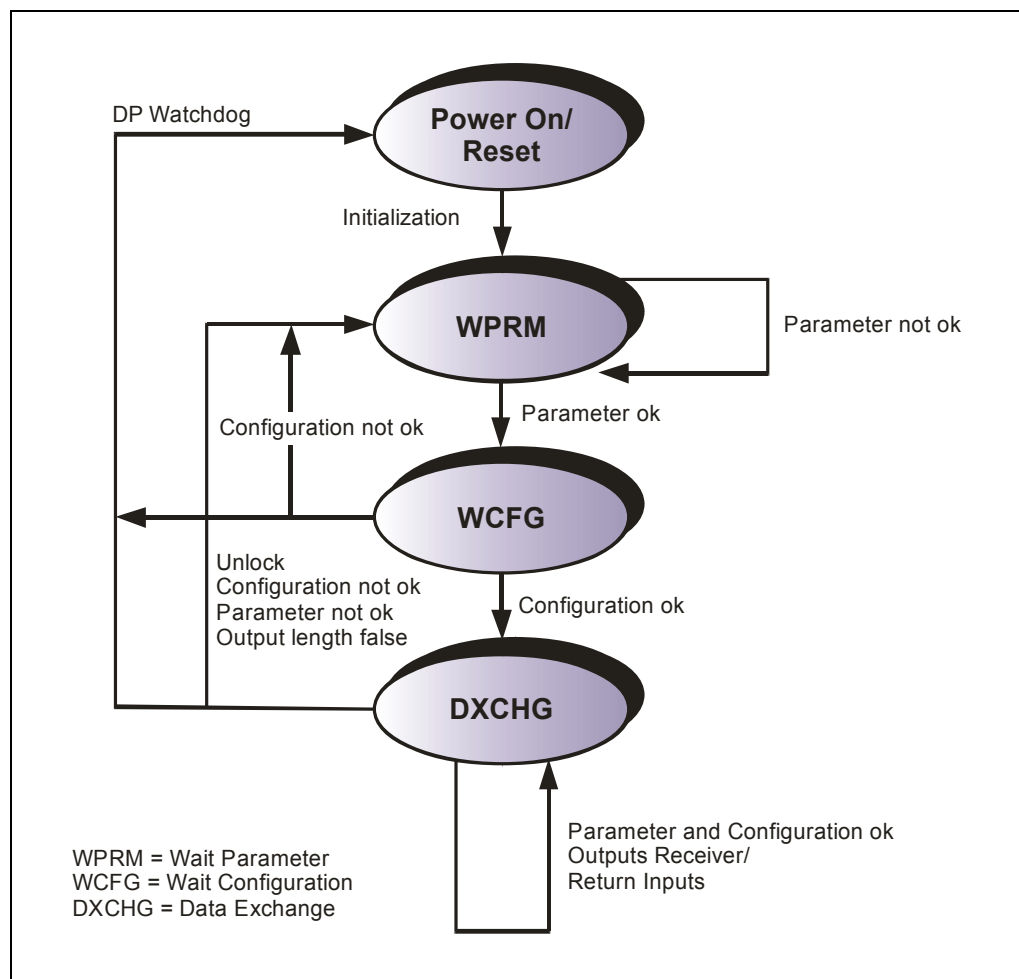 DP Watchdog
Power On/
Reset
Initialization
WPRM
Parameter not ok
Parameter ok
Configuration not ok
WCFG
Unlock
Configuration not ok
Parameter not ok
Output length false
Configuration ok
DXCHG
Parameter and Configuration ok
Outputs Receiver/
Return Inputs
WPRM = Wait Parameter
WCFG = Wait Configuration
DXCHG = Data Exchange